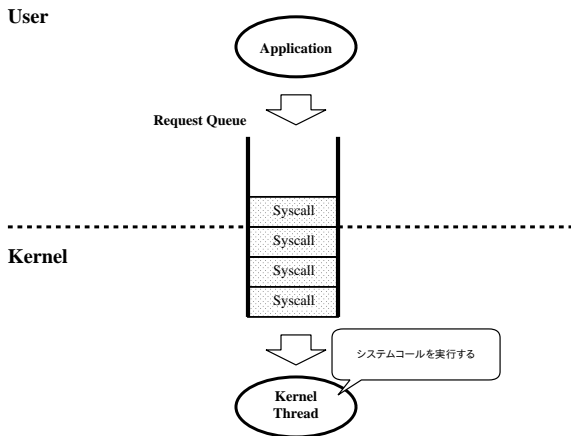 User
Application
Request Queue
Syscall
Syscall
Kernel
Syscall
Syscall
システムコールを実行する
Kernel
Thread